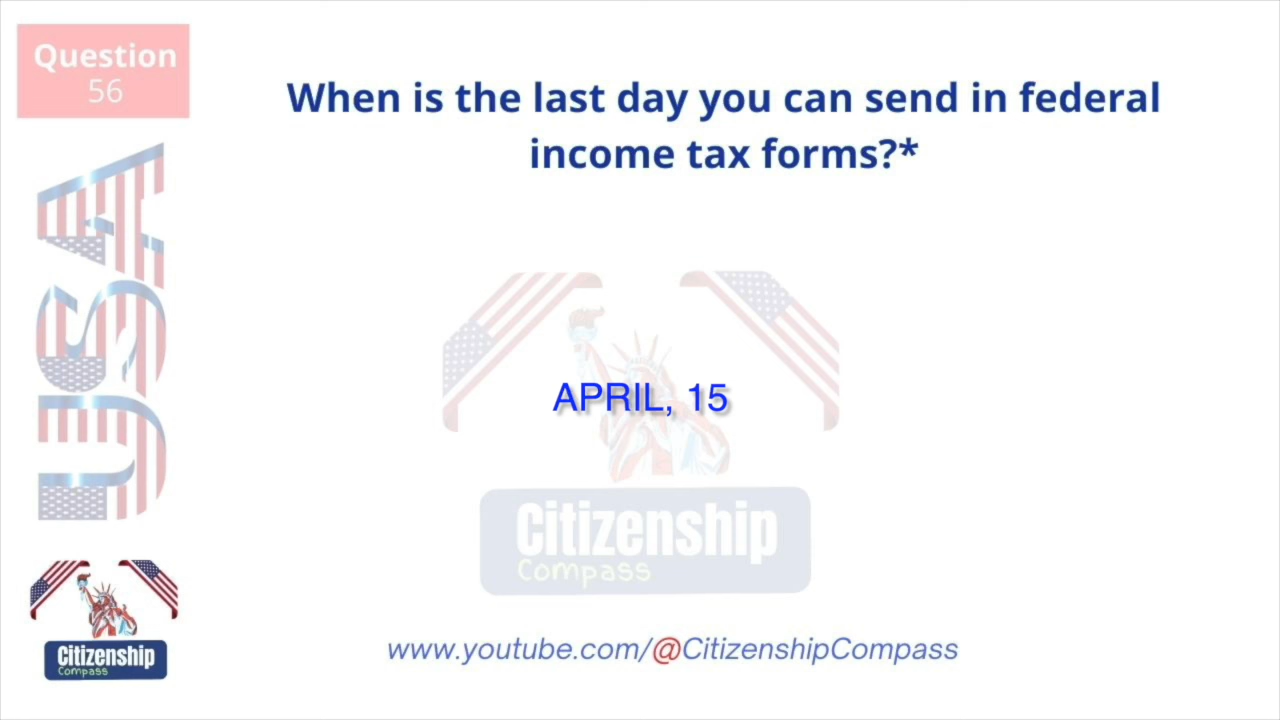 Question
56
When is the last day you can send in federal
income tax forms?*
USA
APRIL, 15
Citizenship
Compass
Citizenship
Compass
www.youtube.com/@CitizenshipCompass